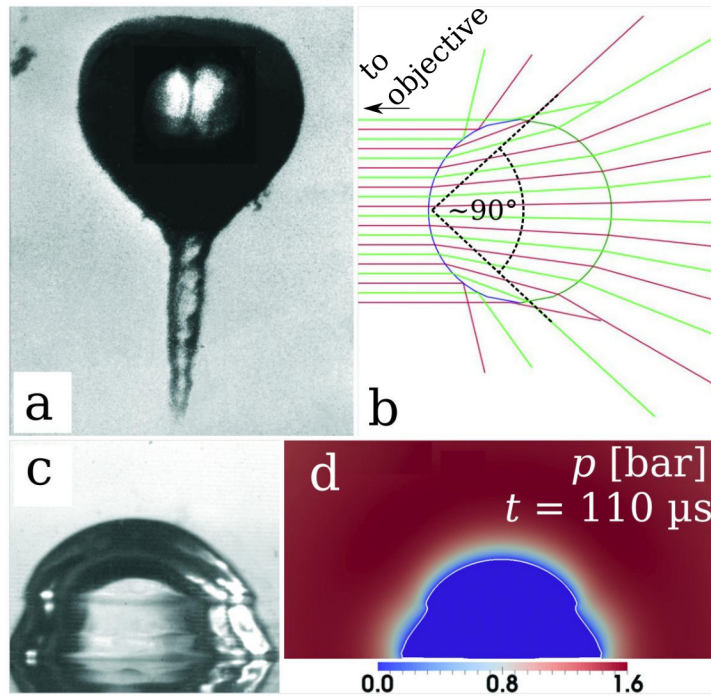 a
to
objective
~90°
b
c
d
p [bar]
t = 110 µs
0.0
0.8
1.6